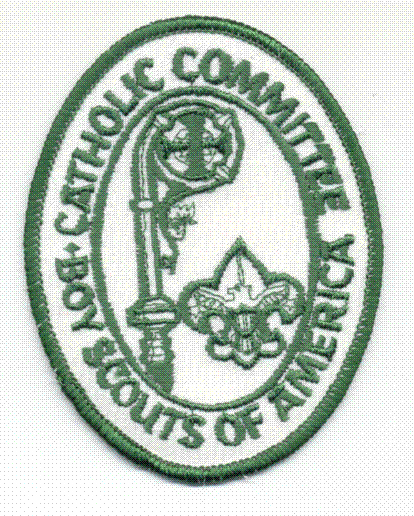 CATHOLIC COMMITTEE
BOY SCOUTS OF AMERICA